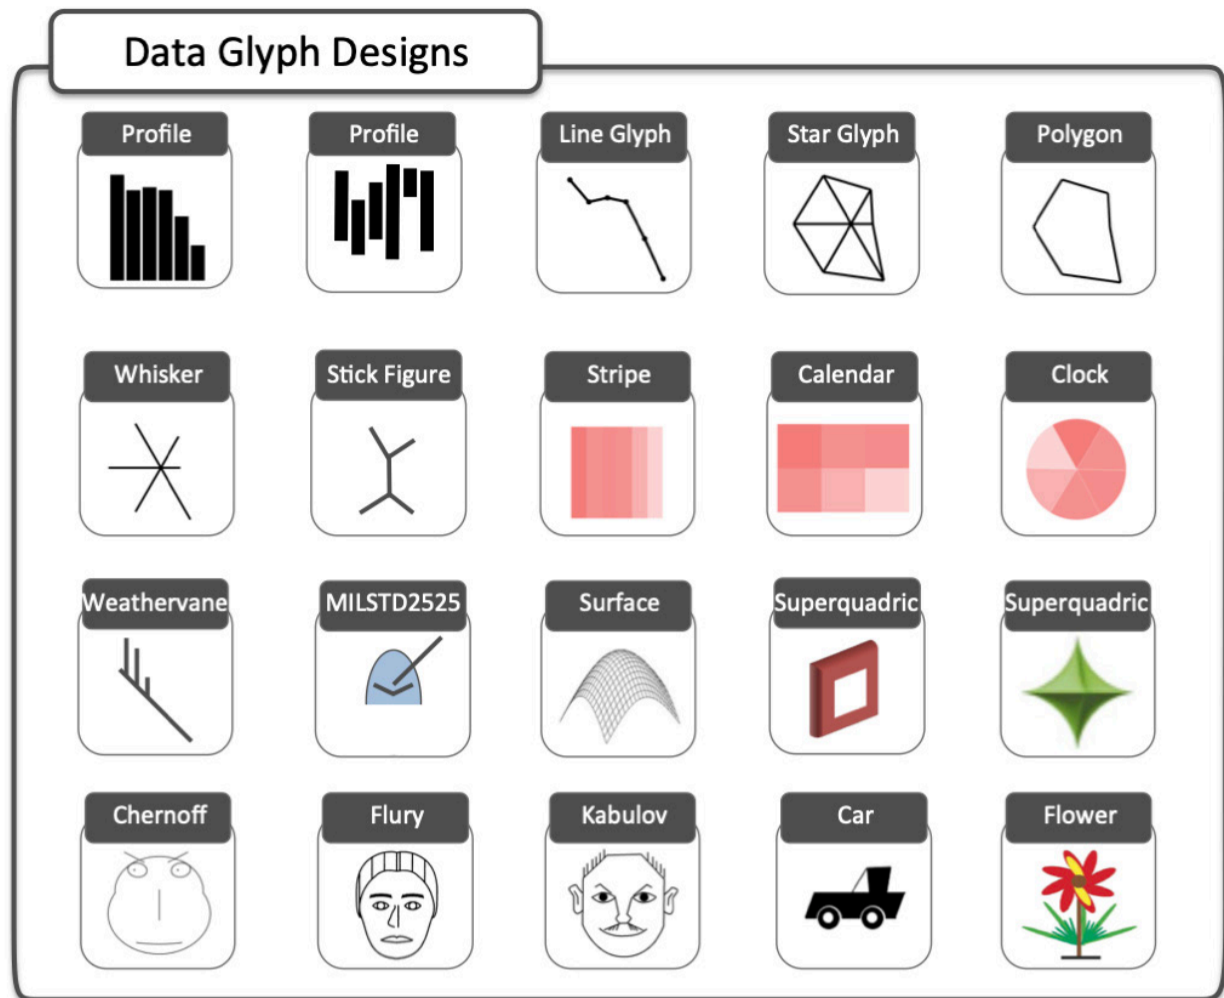 Data Glyph Designs
Profile
Profile
Line Glyph
Star Glyph
Polygon
Whisker
Stick Figure
Stripe
Calendar
Clock
Weathervane
MILSTD2525
Surface
Superquadric
Superquadric
Chernoff
Flury
Kabulov
Car
Flower